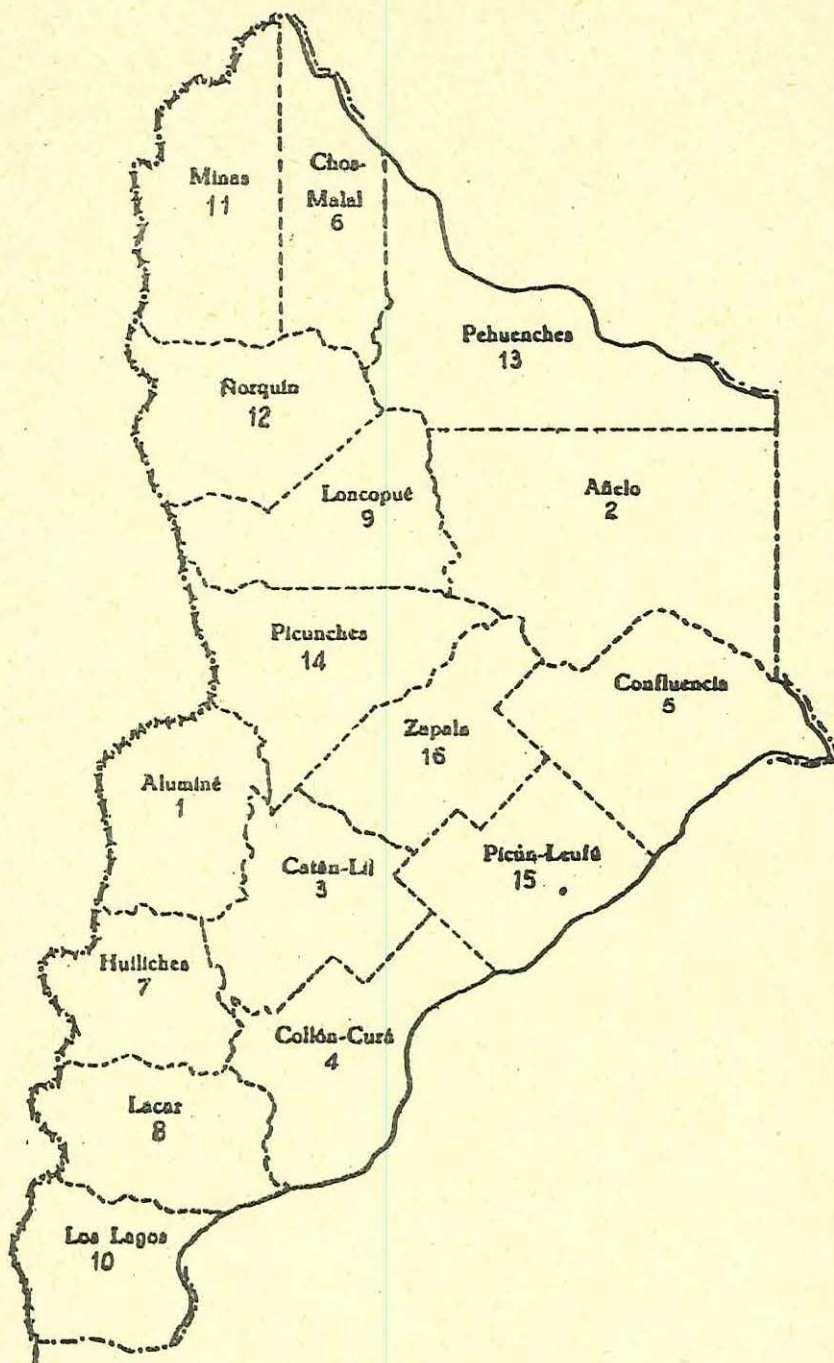 Minas
11
Chos-
Malal
6
Pehuenches
13
Ñorquín
12
Loncopué
9
Añelo
2
Picunches
14
Confluencia
5
Zapala
16
Aluminé
1
Catán-Lil
3
Picún-Leufú
15
Huiliches
7
Collón-Curá
4
Lacar
8
Los Lagos
10